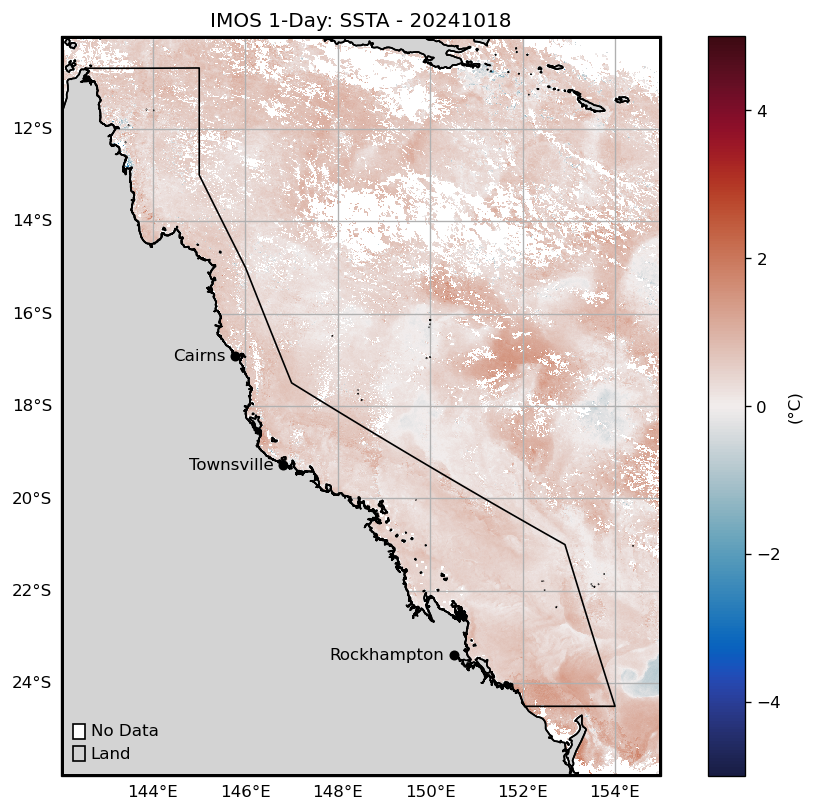 IMOS 1-Day: SSTA - 20241018
12°S
14°S
16°S
18°S
20°S
22°S
24°S
Cairns
Townsville
Rockhampton
No Data
Land
144°E 146°E 148°E 150°E 152°E 154°E
4
2
0
−2
−4
(°C)